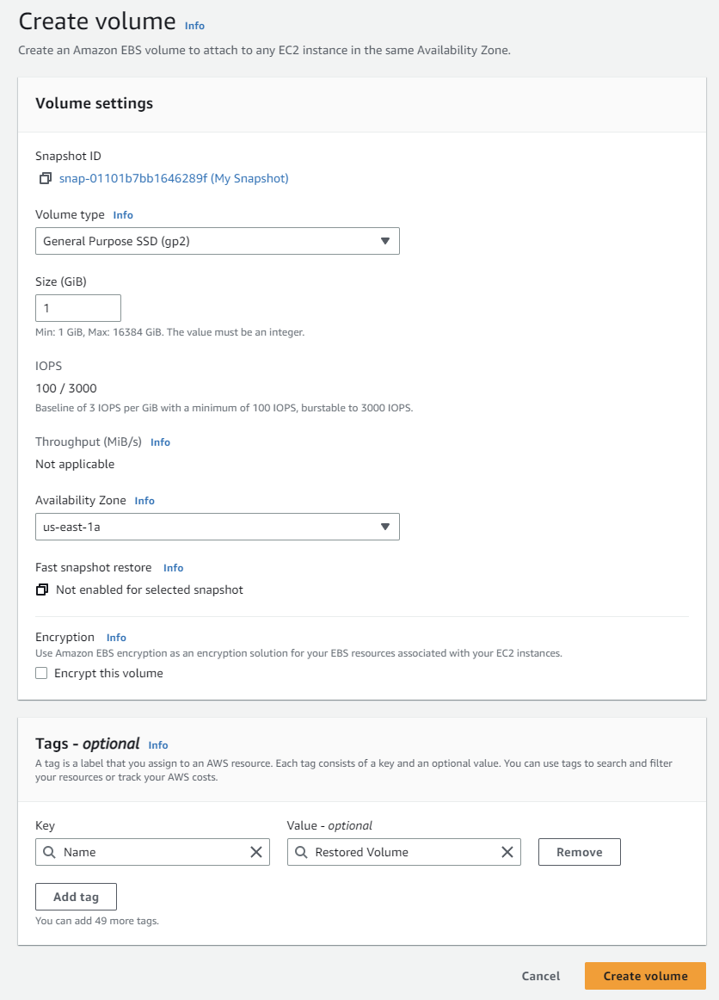 Create volume Info
Create an Amazon EBS volume to attach to any EC2 instance in the same Availability Zone.
Volume settings
Snapshot ID
snap-01101b7bb1646289f (My Snapshot)
Volume type Info
General Purpose SSD (gp2)
Size (GiB)
1
Min: 1 GiB, Max: 16384 GiB. The value must be an integer.
IOPS
100 / 3000
Baseline of 3 IOPS per GiB with a minimum of 100 IOPS, burstable to 3000 IOPS.
Throughput (MiB/s) Info
Not applicable
Availability Zone Info
us-east-1a
Fast snapshot restore Info
Not enabled for selected snapshot
Encryption Info
Use Amazon EBS encryption as an encryption solution for your EBS resources associated with your EC2 instances.
Encrypt this volume
Tags - optional Info
A tag is a label that you assign to an AWS resource. Each tag consists of a key and an optional value. You can use tags to search and filter
your resources or track your AWS costs.
Key Value - optional
Name Restored Volume Remove
Add tag
You can add 49 more tags.
Cancel Create volume